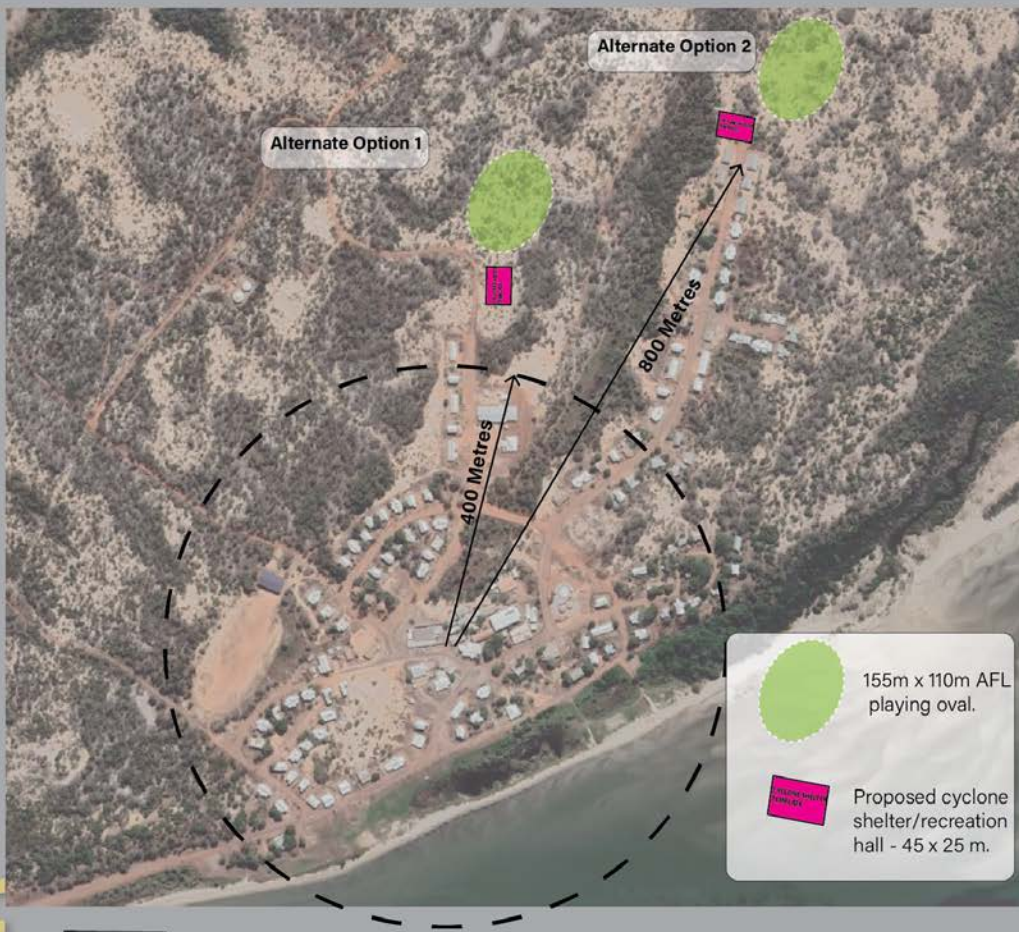 Alternate Option 2
Alternate Option 1
800 Metres
400 Metres
155m x 110m AFL
playing oval.
Proposed cyclone
shelter/recreation
hall - 45 x 25 m.